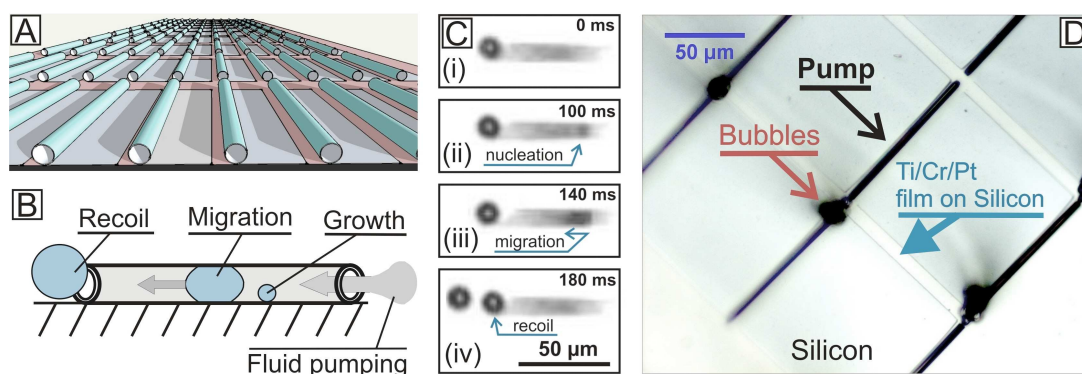 A
B
Recoil
Migration
Growth
Fluid pumping
C
0 ms
(i)
100 ms
(ii)
nucleation
140 ms
(iii)
migration
180 ms
(iv)
recoil
50 µm
D
50 µm
Pump
Bubbles
Ti/Cr/Pt
film on Silicon
Silicon